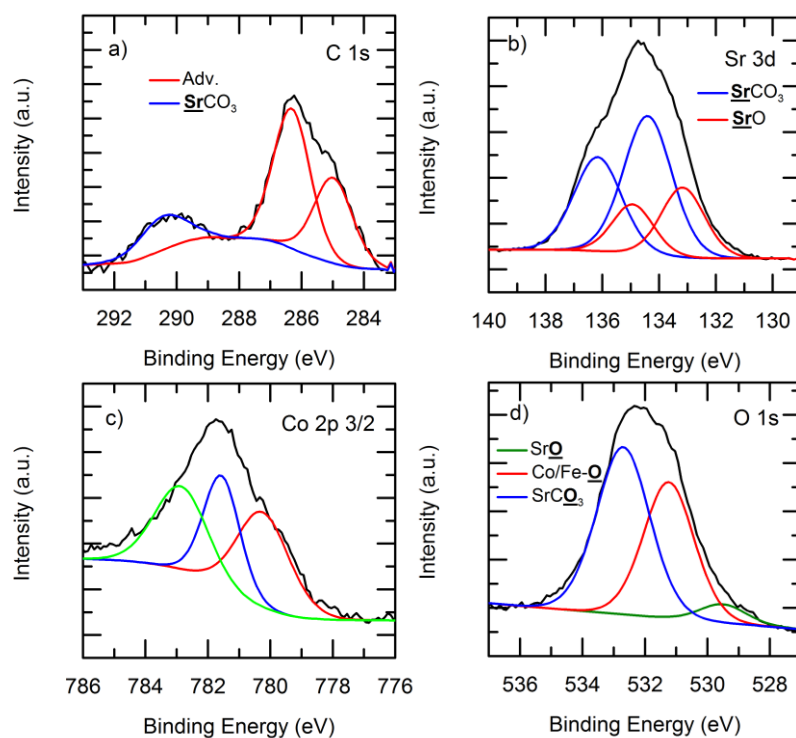 a)
C 1s
Adv.
SrCO₃
Intensity (a.u.)
292 290 288 286 284
Binding Energy (eV)
b)
Sr 3d
SrCO₃
SrO
Intensity (a.u.)
140 138 136 134 132 130
Binding Energy (eV)
c)
Co 2p 3/2
Intensity (a.u.)
786 784 782 780 778 776
Binding Energy (eV)
d)
O 1s
SrO
Co/Fe-O
SrCO₃
Intensity (a.u.)
536 534 532 530 528
Binding Energy (eV)